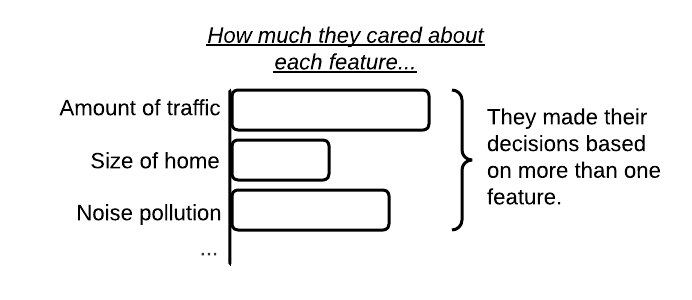 How much they cared about
each feature...
Amount of traffic
Size of home
Noise pollution
...
They made their
decisions based
on more than one
feature.